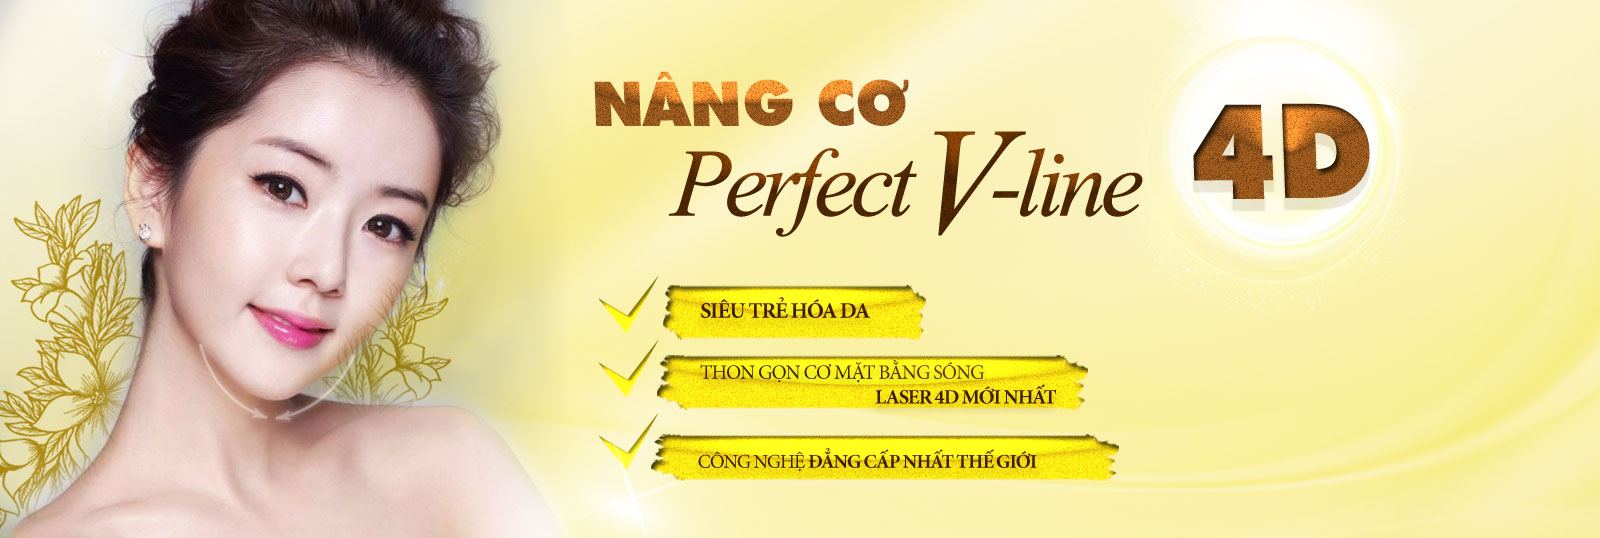 NÂNG CƠ
Perfect V-line
4D
SIÊU TRẺ HÓA DA
THON GỌN CƠ MẶT BẰNG SÓNG
LASER 4D MỚI NHẤT
CÔNG NGHỆ ĐẲNG CẤP NHẤT THẾ GIỚI